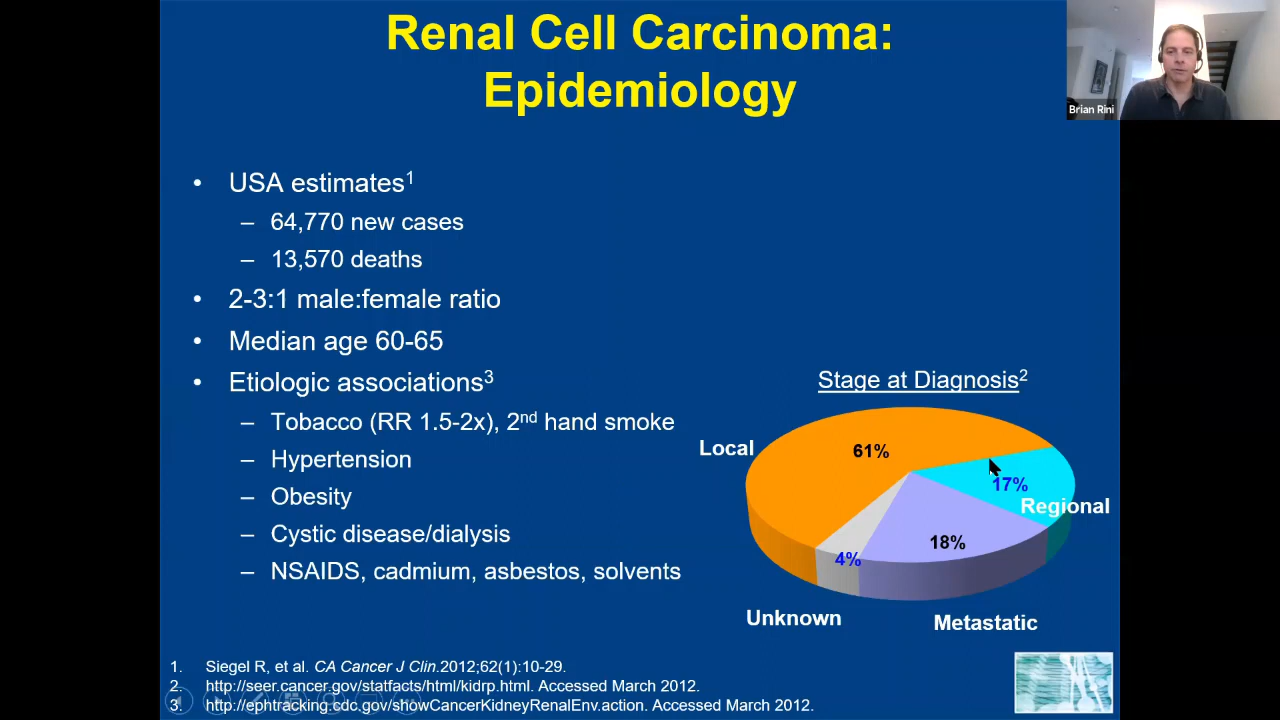 Renal Cell Carcinoma:
Epidemiology
Brian Rini
• USA estimates1
– 64,770 new cases
– 13,570 deaths
• 2-3:1 male:female ratio
• Median age 60-65
• Etiologic associations3
– Tobacco (RR 1.5-2x), 2nd hand smoke
– Hypertension
– Obesity
– Cystic disease/dialysis
– NSAIDS, cadmium, asbestos, solvents
Stage at Diagnosis2
Local
61%
17%
Regional
18%
4%
Unknown
Metastatic
1. Siegel R, et al. CA Cancer J Clin.2012;62(1):10-29.
2. http://seer.cancer.gov/statfacts/html/kidrp.html. Accessed March 2012.
3. http://ephtracking.cdc.gov/showCancerKidneyRenalEnv.action. Accessed March 2012.